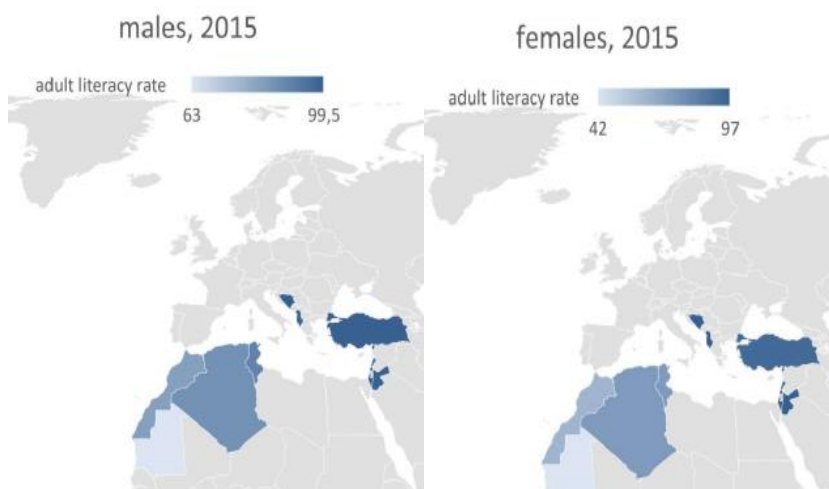 males, 2015
adult literacy rate
63
99,5
females, 2015
adult literacy rate
42
97